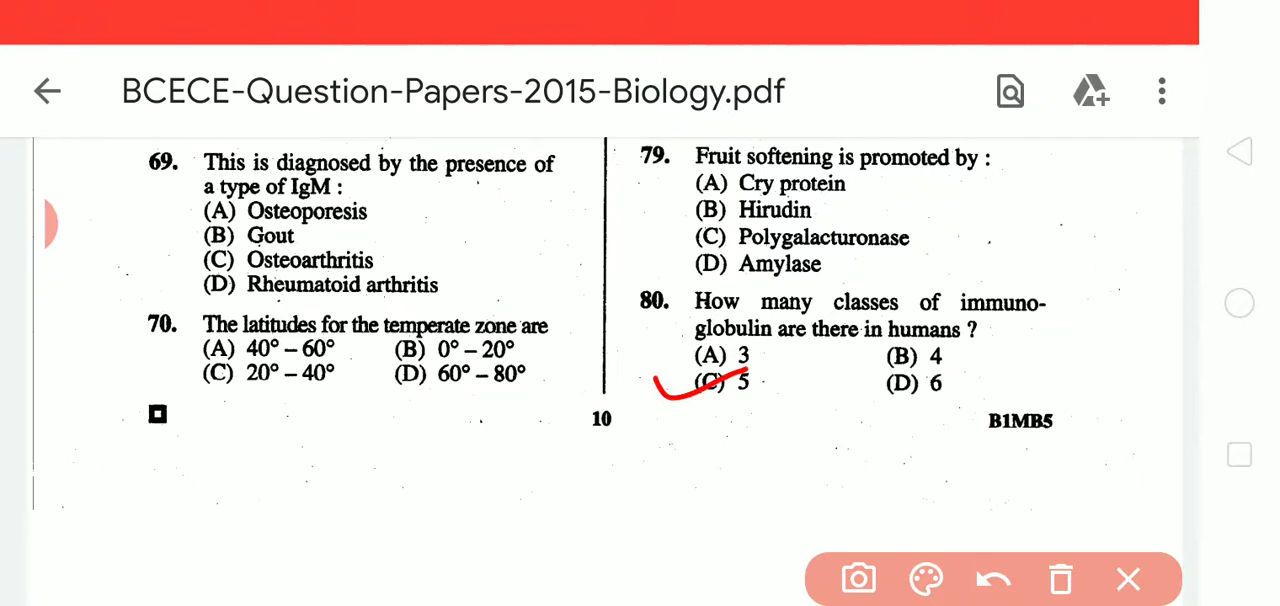 BCECE-Question-Papers-2015-Biology.pdf
69. This is diagnosed by the presence of
a type of IgM :
(A) Osteoporesis
(B) Gout
(C) Osteoarthritis
(D) Rheumatoid arthritis
70. The latitudes for the temperate zone are
(A) 40° – 60° (B) 0° – 20°
(C) 20° – 40° (D) 60° – 80°
79. Fruit softening is promoted by :
(A) Cry protein
(B) Hirudin
(C) Polygalacturonase
(D) Amylase
80. How many classes of immuno-
globulin are there in humans ?
(A) 3 (B) 4
(C) 5 (D) 6
10 B1MB5